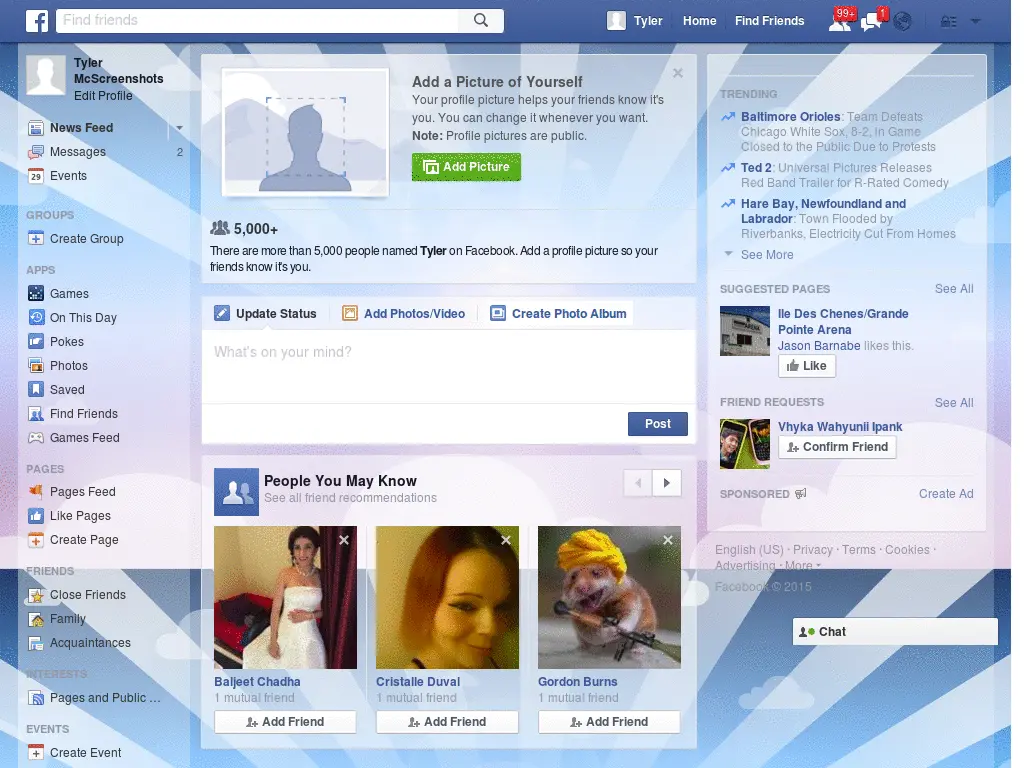 f
Find friends
Tyler
Home
Find Friends
99+
1
Tyler
McScreenshots
Edit Profile
News Feed
Messages 2
29
Events
GROUPS
Create Group
APPS
Games
On This Day
Pokes
Photos
Saved
Find Friends
Games Feed
PAGES
Pages Feed
Like Pages
Create Page
FRIENDS
Close Friends
Family
Acquaintances
INTERESTS
Pages and Public ...
EVENTS
Create Event
Add a Picture of Yourself
Your profile picture helps your friends know it's
you. You can change it whenever you want.
Note: Profile pictures are public.
Add Picture
5,000+
There are more than 5,000 people named Tyler on Facebook. Add a profile picture so your
friends know it's you.
Update Status
Add Photos/Video
Create Photo Album
What's on your mind?
Post
People You May Know
See all friend recommendations
Baljeet Chadha
1 mutual friend
Add Friend
Cristalle Duval
1 mutual friend
Add Friend
Gordon Burns
1 mutual friend
Add Friend
TRENDING
Baltimore Orioles: Team Defeats
Chicago White Sox, 8-2, in Game
Closed to the Public Due to Protests
Ted 2: Universal Pictures Releases
Red Band Trailer for R-Rated Comedy
Hare Bay, Newfoundland and
Labrador: Town Flooded by
Riverbanks, Electricity Cut From Homes
See More
SUGGESTED PAGES See All
ARENA
Ile Des Chenes/Grande
Pointe Arena
Jason Barnabe likes this.
Like
FRIEND REQUESTS See All
Vhyka Wahyunii Ipank
Confirm Friend
SPONSORED Create Ad
English (US) · Privacy · Terms · Cookies ·
Advertising · More
Facebook © 2015
Chat